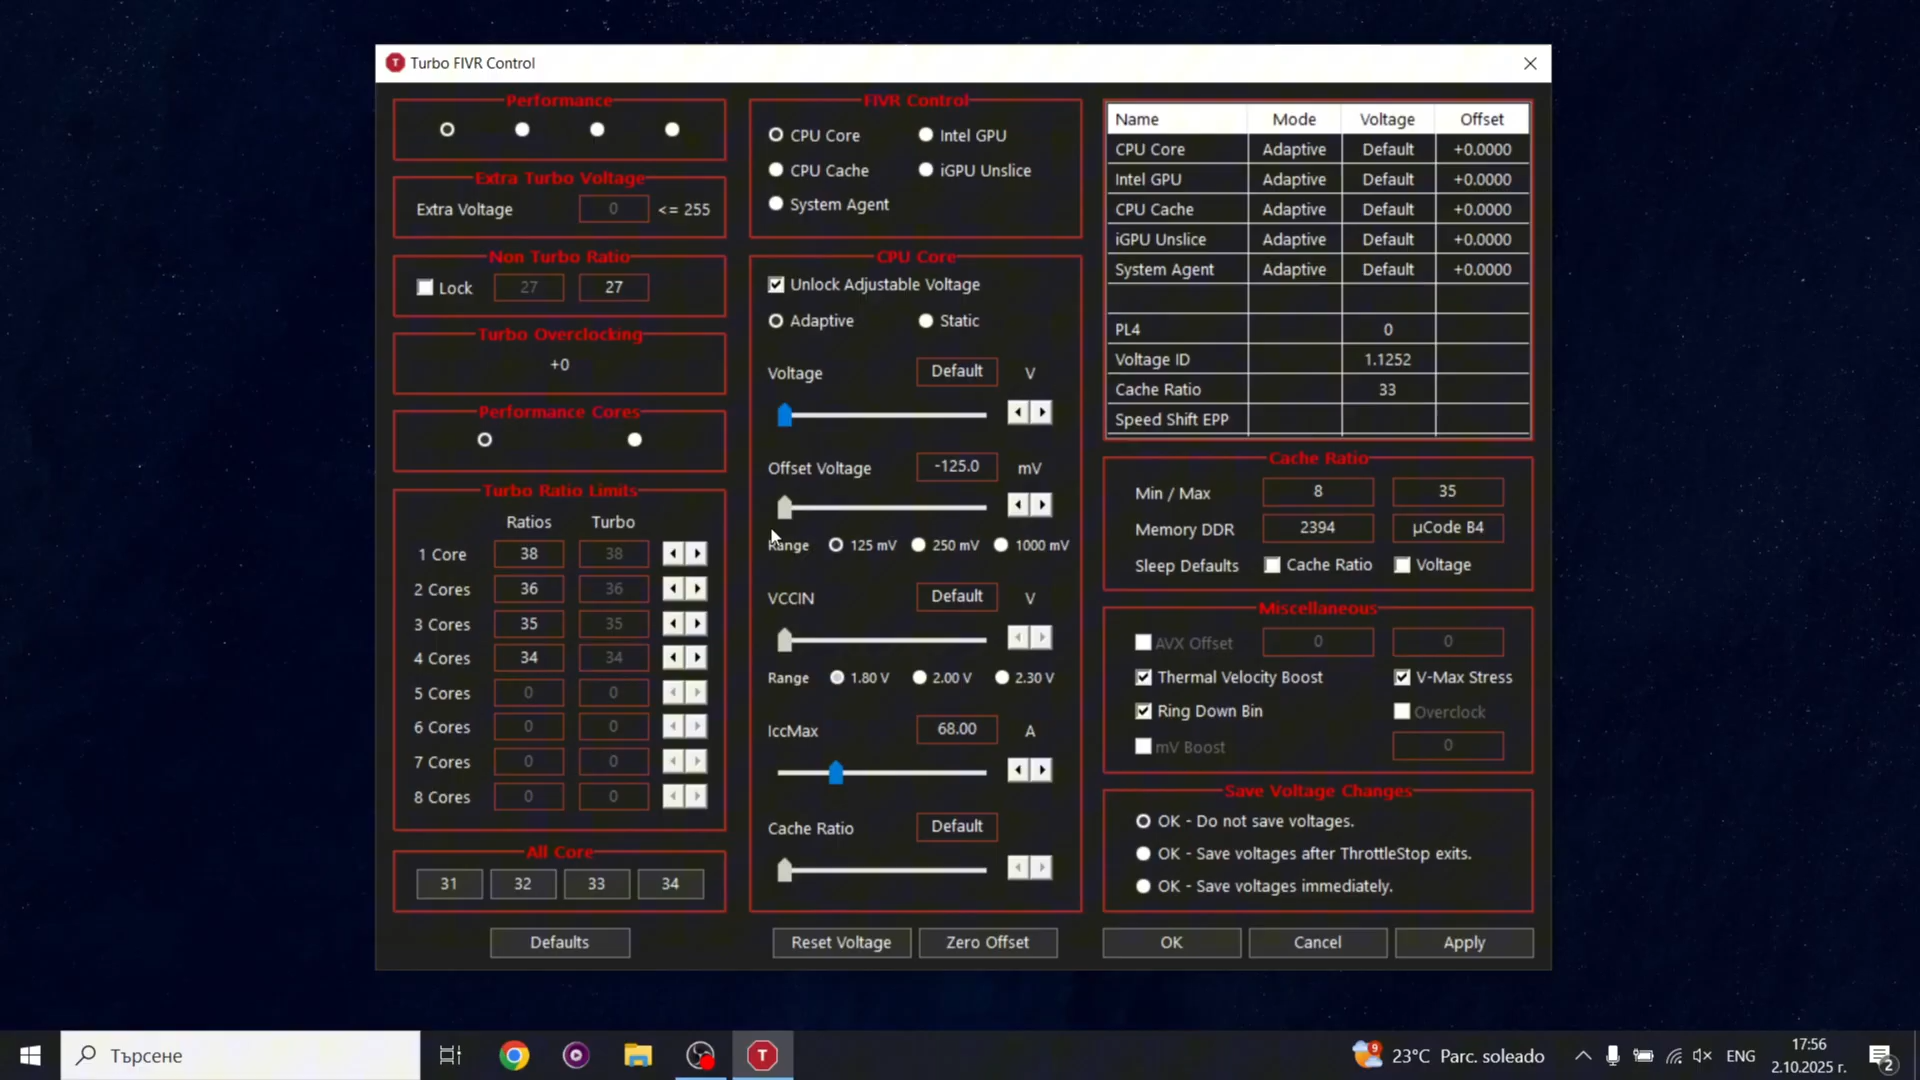 Turbo FIVR Control
Performance
Extra Turbo Voltage
Extra Voltage 0 <= 255
Non Turbo Ratio
Lock 27 27
Turbo Overclocking
+0
Performance Cores
Turbo Ratio Limits
Ratios Turbo
1 Core 38 38
2 Cores 36 36
3 Cores 35 35
4 Cores 34 34
5 Cores 0 0
6 Cores 0 0
7 Cores 0 0
8 Cores 0 0
All Core
31 32 33 34
Defaults
FIVR Control
CPU Core Intel GPU
CPU Cache iGPU Unslice
System Agent
CPU Core
Unlock Adjustable Voltage
Adaptive Static
Voltage Default V
Offset Voltage -125.0 mV
Range 125 mV 250 mV 1000 mV
VCCIN Default V
Range 1.80 V 2.00 V 2.30 V
IccMax 68.00 A
Cache Ratio Default
Reset Voltage Zero Offset
Name Mode Voltage Offset
CPU Core Adaptive Default +0.0000
Intel GPU Adaptive Default +0.0000
CPU Cache Adaptive Default +0.0000
iGPU Unslice Adaptive Default +0.0000
System Agent Adaptive Default +0.0000
PL4 0
Voltage ID 1.1252
Cache Ratio 33
Speed Shift EPP
Cache Ratio
Min / Max 8 35
Memory DDR 2394 µCode B4
Sleep Defaults Cache Ratio Voltage
Miscellaneous
AVX Offset 0 0
Thermal Velocity Boost V-Max Stress
Ring Down Bin Overclock
mV Boost 0
Save Voltage Changes
OK - Do not save voltages.
OK - Save voltages after ThrottleStop exits.
OK - Save voltages immediately.
OK Cancel Apply
Търсене
9 23°C Parc. soleado ENG
17:56
2.10.2025 г.
2